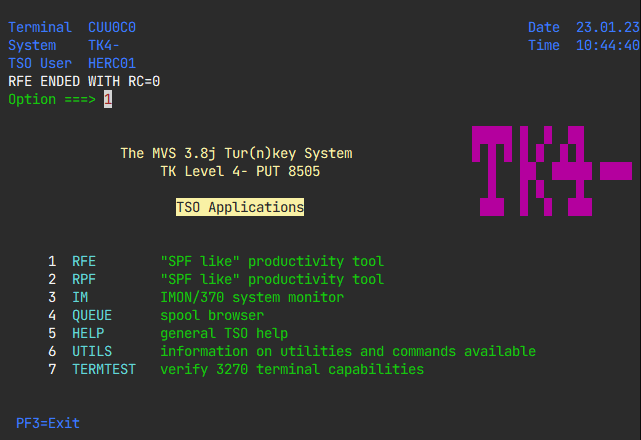 Terminal  CUU0C0                                                 Date  23.01.23
System    TK4-                                                   Time  10:44:40
TSO User  HERC01
RFE ENDED WITH RC=0
Option ===> 1
TK4-
The MVS 3.8j Tur(n)key System
TK Level 4- PUT 8505
TSO Applications
1  RFE       "SPF like" productivity tool
2  RPF       "SPF like" productivity tool
3  IM        IMON/370 system monitor
4  QUEUE     spool browser
5  HELP      general TSO help
6  UTILS     information on utilities and commands available
7  TERMTEST  verify 3270 terminal capabilities
PF3=Exit